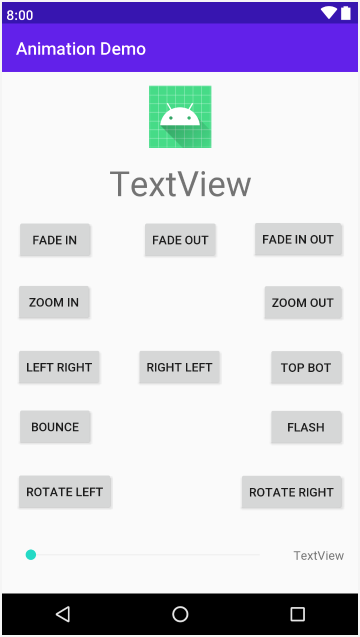 8:00
Animation Demo
TextView
FADE IN FADE OUT FADE IN OUT
ZOOM IN ZOOM OUT
LEFT RIGHT RIGHT LEFT TOP BOT
BOUNCE FLASH
ROTATE LEFT ROTATE RIGHT
TextView